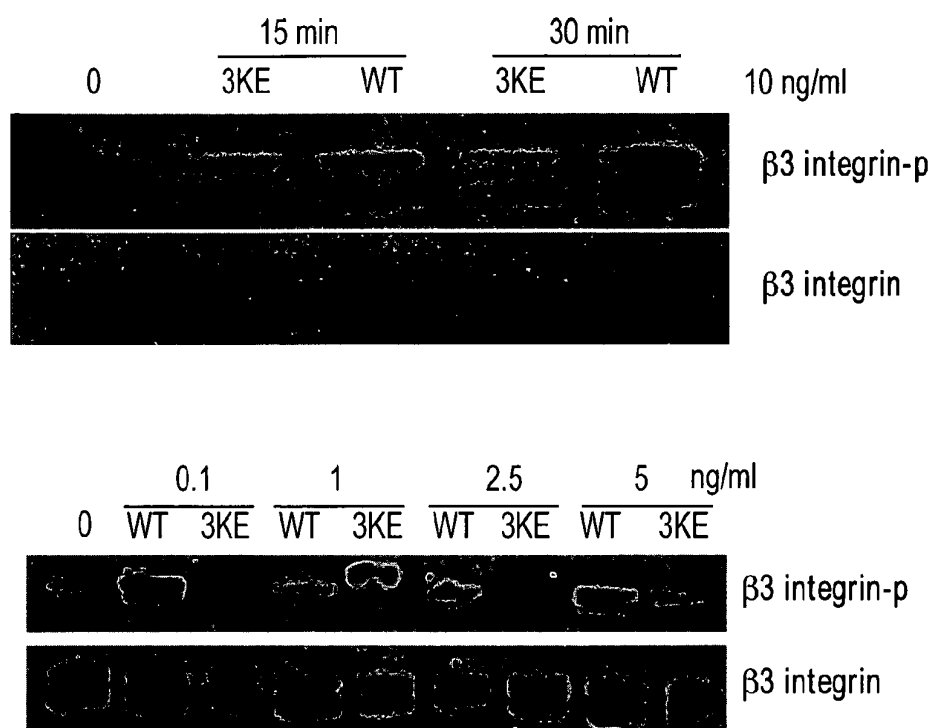 15 min 30 min
0 3KE WT 3KE WT 10 ng/ml
β3 integrin-p
β3 integrin
0.1 1 2.5 5 ng/ml
0 WT 3KE WT 3KE WT 3KE WT 3KE
β3 integrin-p
β3 integrin